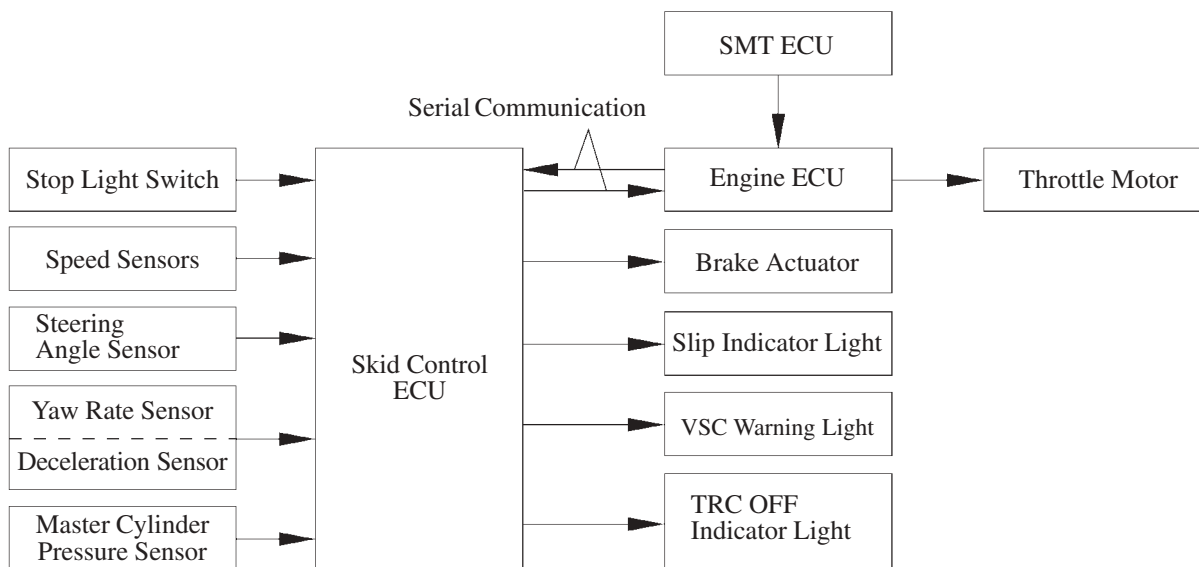 SMT ECU
Serial Communication
Stop Light Switch
Engine ECU
Throttle Motor
Speed Sensors
Brake Actuator
Steering
Angle Sensor
Skid Control
ECU
Slip Indicator Light
Yaw Rate Sensor
Deceleration Sensor
VSC Warning Light
Master Cylinder
Pressure Sensor
TRC OFF
Indicator Light